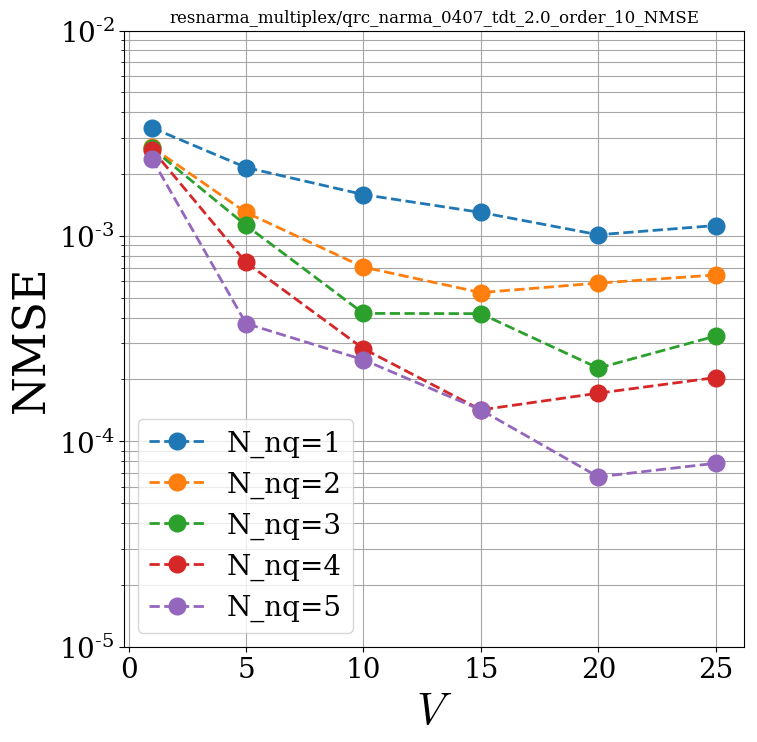 resnarma_multiplex/qrc_narma_0407_tdt_2.0_order_10_NMSE
10^-2
10^-3
10^-4
10^-5
NMSE
N_nq=1
N_nq=2
N_nq=3
N_nq=4
N_nq=5
0 5 10 15 20 25
V